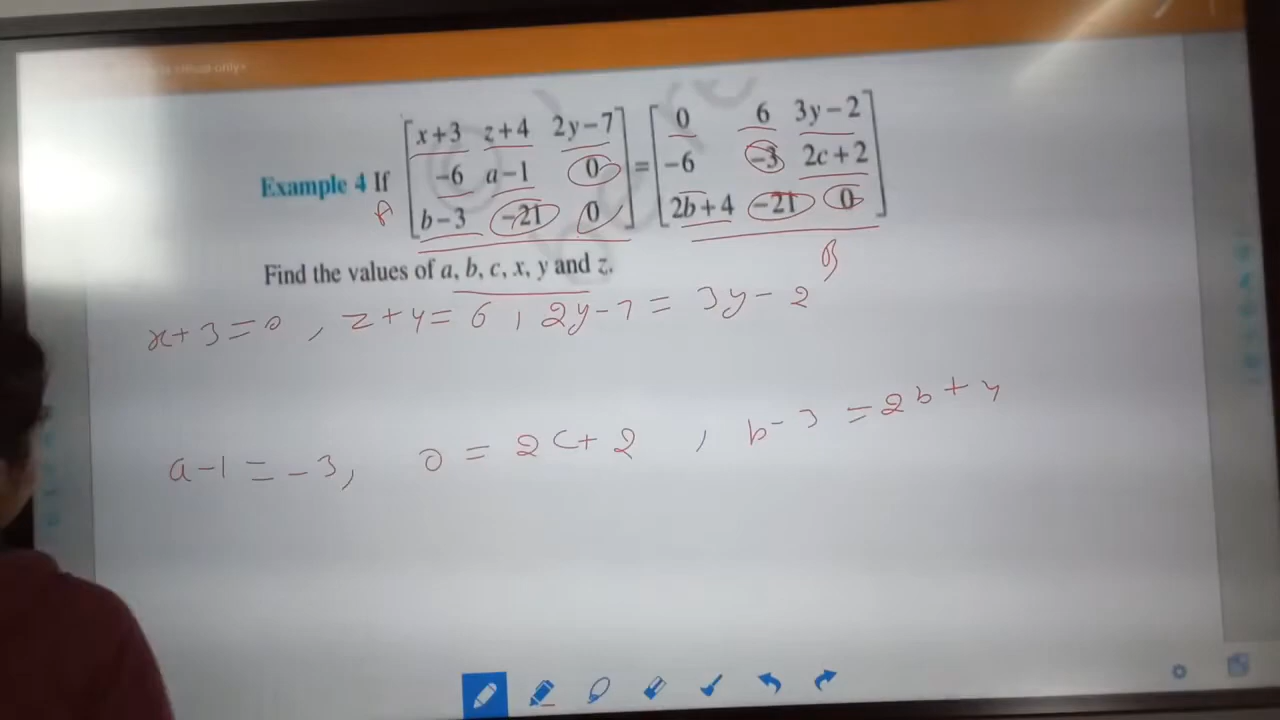 Example 4 If [x+3 z+4 2y-7] = [0 6 3y-2]
[-6 a-1 0] [-6 -3 2c+2]
A [b-3 -21 0] [2b+4 -21 0]
B
Find the values of a, b, c, x, y and z.
x+3=0, z+4=6, 2y-7=3y-2
a-1=-3, 0=2c+2, b-3=2b+4